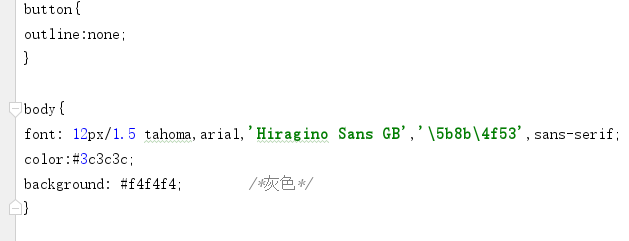 button{
outline:none;
}
body{
font: 12px/1.5 tahoma,arial,'Hiragino Sans GB','\5b8b\4f53',sans-serif;
color:#3c3c3c;
background: #f4f4f4; /*灰色*/
}